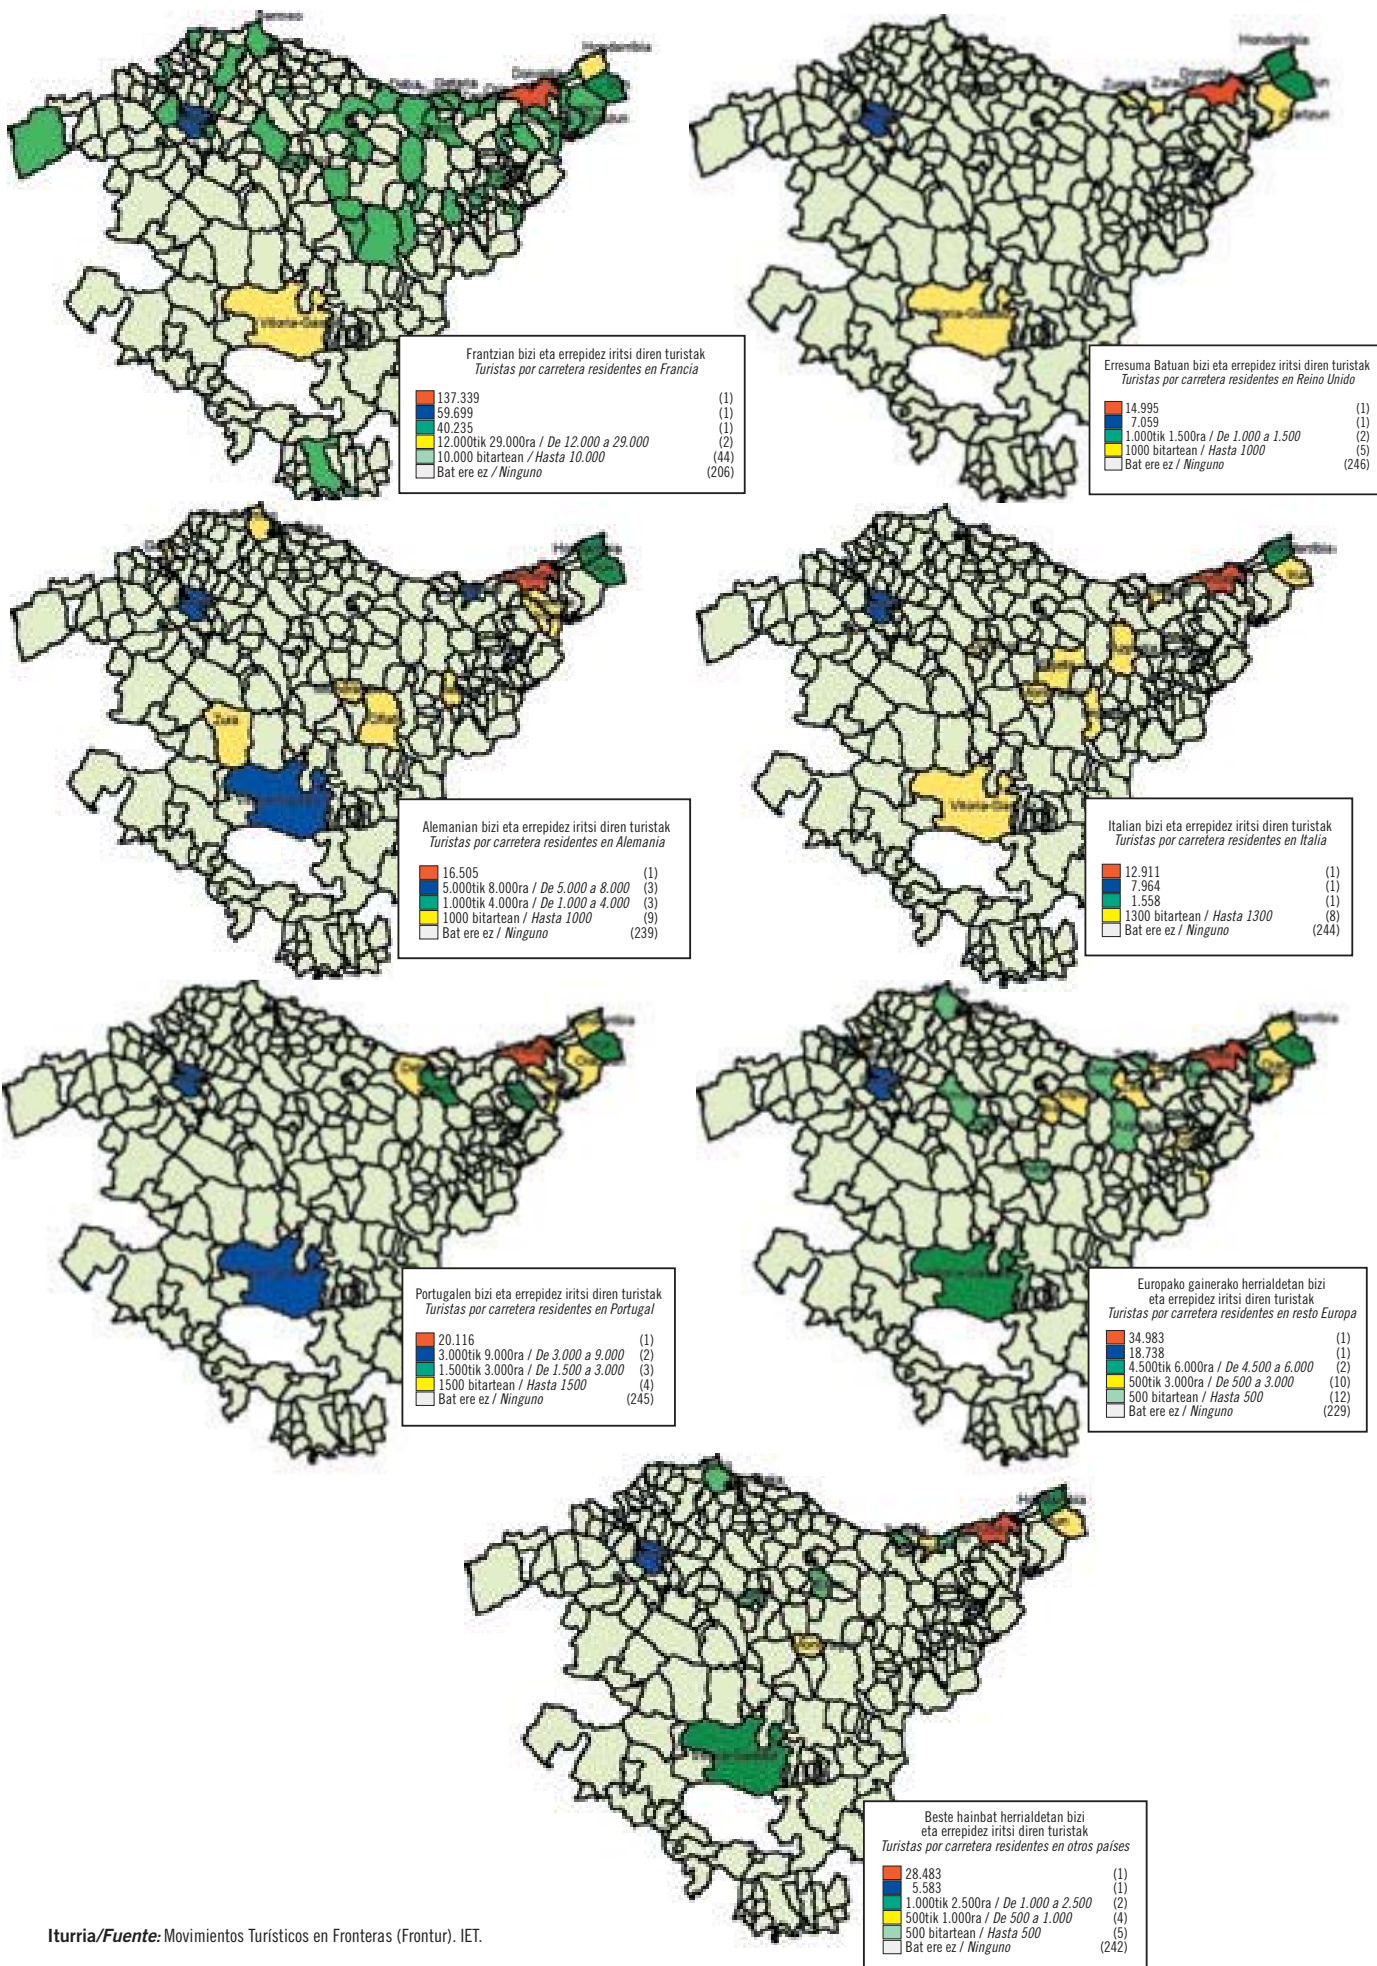 Bermeo
Hondarribia
Deba
Getaria
Vitoria-Gas
Frantzian bizi eta errepidez iritsi diren turistak
Turistas por carretera residentes en Francia
137.339 (1)
59.699 (1)
40.235 (1)
12.000tik 29.000ra / De 12.000 a 29.000 (2)
10.000 bitartean / Hasta 10.000 (44)
Bat ere ez / Ninguno (206)
Hondarribia
Oiartzun
Erresuma Batuan bizi eta errepidez iritsi diren turistak
Turistas por carretera residentes en Reino Unido
14.995 (1)
7.059 (1)
1.000tik 1.500ra / De 1.000 a 1.500 (2)
1000 bitartean / Hasta 1000 (5)
Bat ere ez / Ninguno (246)
Zuia
Oñati
Alemanian bizi eta errepidez iritsi diren turistak
Turistas por carretera residentes en Alemania
16.505 (1)
5.000tik 8.000ra / De 5.000 a 8.000 (3)
1.000tik 4.000ra / De 1.000 a 4.000 (3)
1000 bitartean / Hasta 1000 (9)
Bat ere ez / Ninguno (239)
Vitoria-Gas
Italian bizi eta errepidez iritsi diren turistak
Turistas por carretera residentes en Italia
12.911 (1)
7.964 (1)
1.558 (1)
1300 bitartean / Hasta 1300 (8)
Bat ere ez / Ninguno (244)
Portugalen bizi eta errepidez iritsi diren turistak
Turistas por carretera residentes en Portugal
20.116 (1)
3.000tik 9.000ra / De 3.000 a 9.000 (2)
1.500tik 3.000ra / De 1.500 a 3.000 (3)
1500 bitartean / Hasta 1500 (4)
Bat ere ez / Ninguno (245)
Europako gainerako herrialdetan bizi
eta errepidez iritsi diren turistak
Turistas por carretera residentes en resto Europa
34.983 (1)
18.738 (1)
4.500tik 6.000ra / De 4.500 a 6.000 (2)
500tik 3.000ra / De 500 a 3.000 (10)
500 bitartean / Hasta 500 (12)
Bat ere ez / Ninguno (229)
Beste hainbat herrialdetan bizi
eta errepidez iritsi diren turistak
Turistas por carretera residentes en otros países
28.483 (1)
5.583 (1)
1.000tik 2.500ra / De 1.000 a 2.500 (2)
500tik 1.000ra / De 500 a 1.000 (4)
500 bitartean / Hasta 500 (5)
Bat ere ez / Ninguno (242)
Iturria/Fuente: Movimientos Turísticos en Fronteras (Frontur). IET.